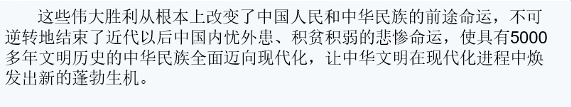 这些伟大胜利从根本上改变了中国人民和中华民族的前途命运，不可
逆转地结束了近代以后中国内忧外患、积贫积弱的悲惨命运，使具有5000
多年文明历史的中华民族全面迈向现代化，让中华文明在现代化进程中焕
发出新的蓬勃生机。